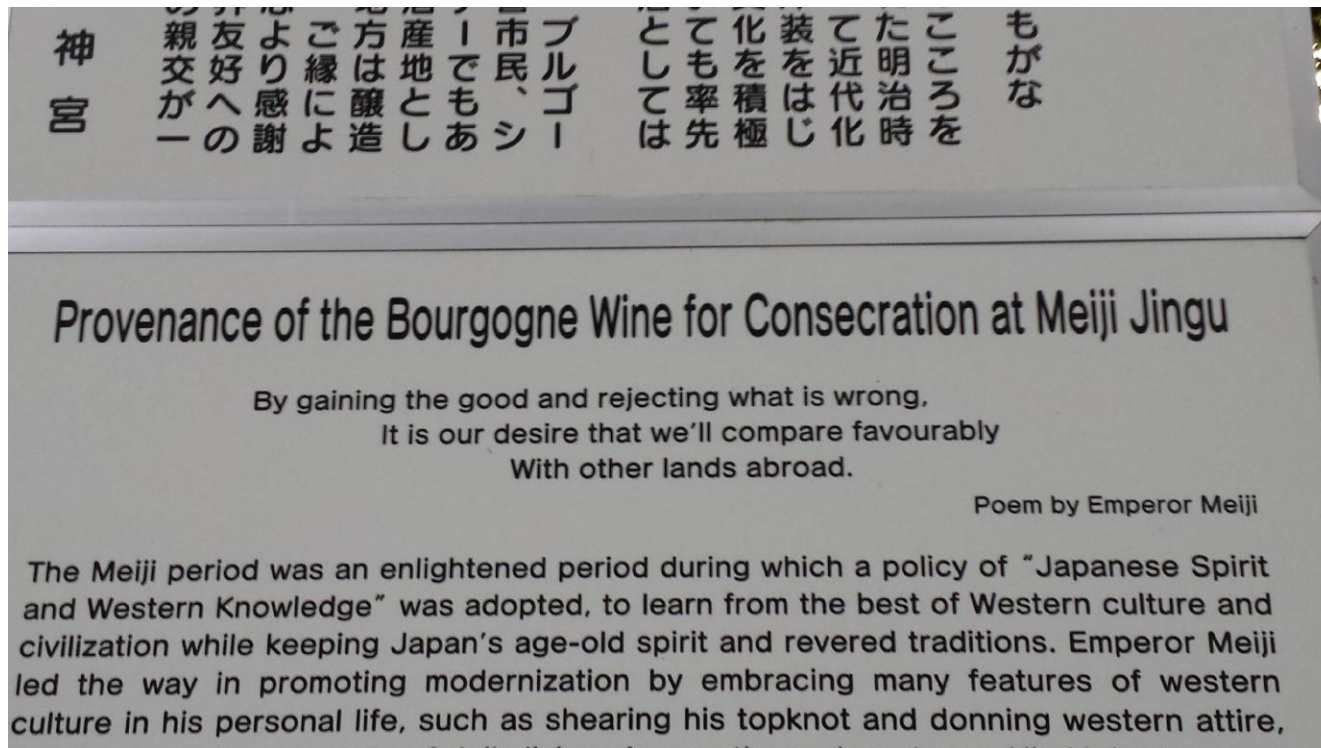 もがな
こころを
た明治時
て近代化
装をはじ
化を積極
ても率先
としては
ブルゴー
市民、シ
ーでもあ
産地とし
方は醸造
ご縁によ
より感謝
友好への
親交が一
神宮
Provenance of the Bourgogne Wine for Consecration at Meiji Jingu
By gaining the good and rejecting what is wrong,
It is our desire that we'll compare favourably
With other lands abroad.
Poem by Emperor Meiji
The Meiji period was an enlightened period during which a policy of "Japanese Spirit
and Western Knowledge" was adopted, to learn from the best of Western culture and
civilization while keeping Japan's age-old spirit and revered traditions. Emperor Meiji
led the way in promoting modernization by embracing many features of western
culture in his personal life, such as shearing his topknot and donning western attire,